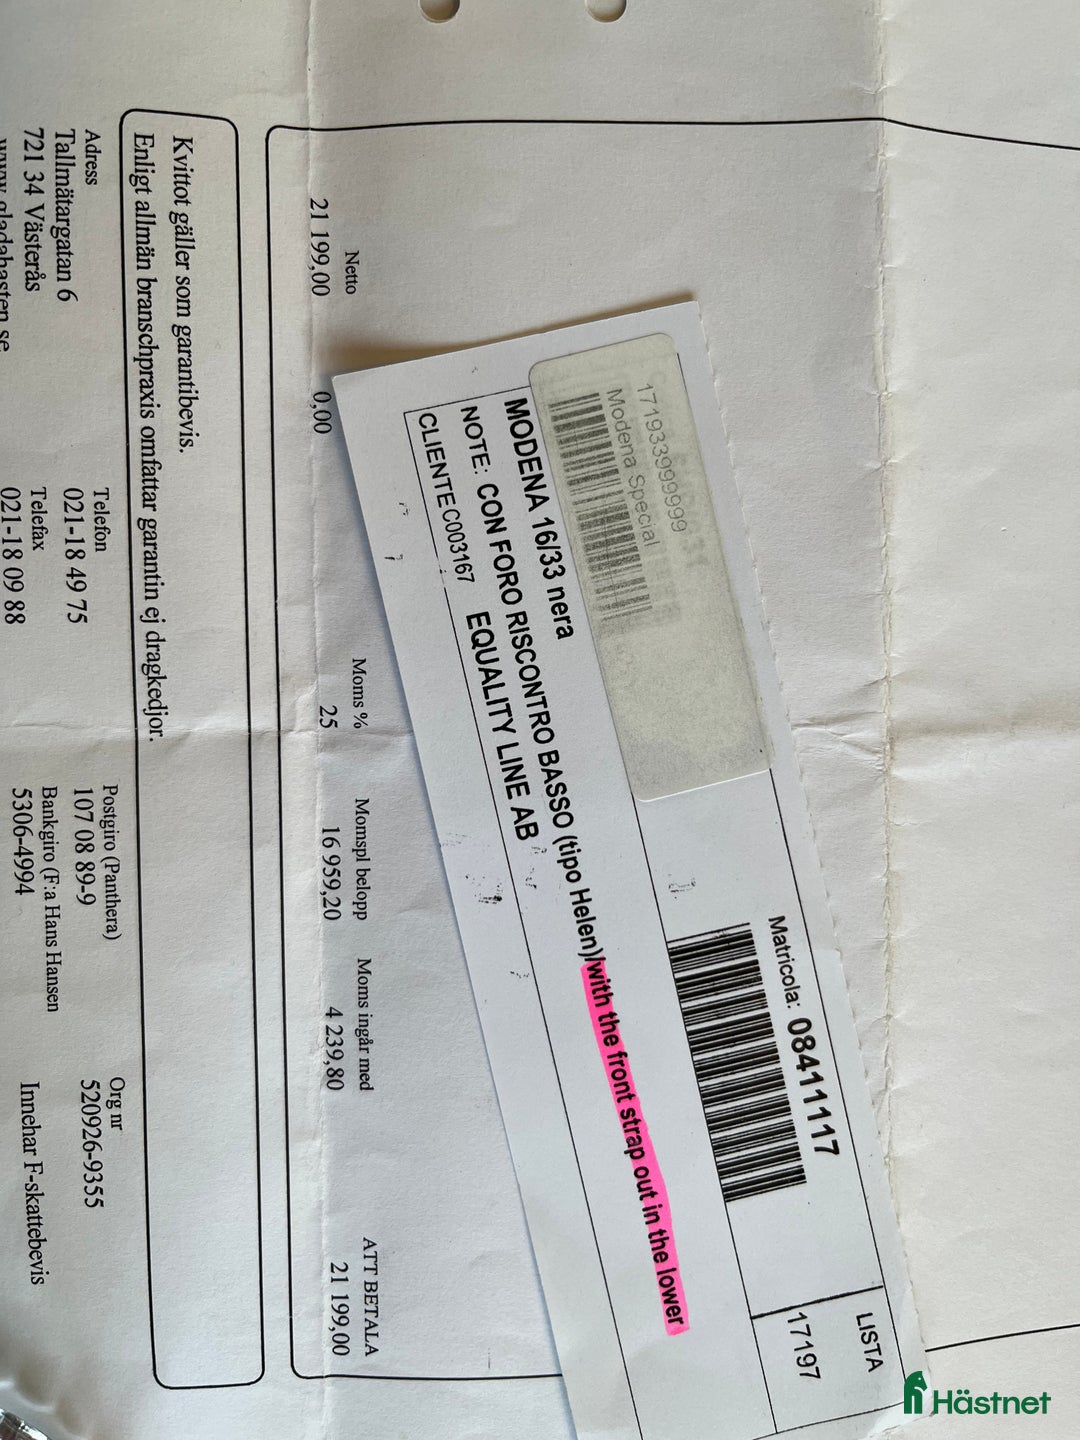 Netto
Moms %
Momspl belopp
Moms ingår med
ATT BETALA
21 199,00
0,00
25
16 959,20
4 239,80
21 199,00
Kvittot gäller som garantibevis.
Enligt allmän branschpraxis omfattar garantin ej dragkedjor.
Adress
Tallmätargatan 6
721 34 Västerås
www.gladahasten.se
Telefon
021-18 49 75
Telefax
021-18 09 88
Postgiro (Panthera)
107 08 89-9
Bankgiro (F:a Hans Hansen
5306-4994
Org nr
520926-9355
Innehar F-skattebevis
1719339999999
Modena Special
Matricola: 08411117
LISTA
17197
MODENA 16/33 nera
NOTE: CON FORO RISCONTRO BASSO (tipo Helen)/with the front strap out in the lower
CLIENTE C003167 EQUALITY LINE AB
Hästnet